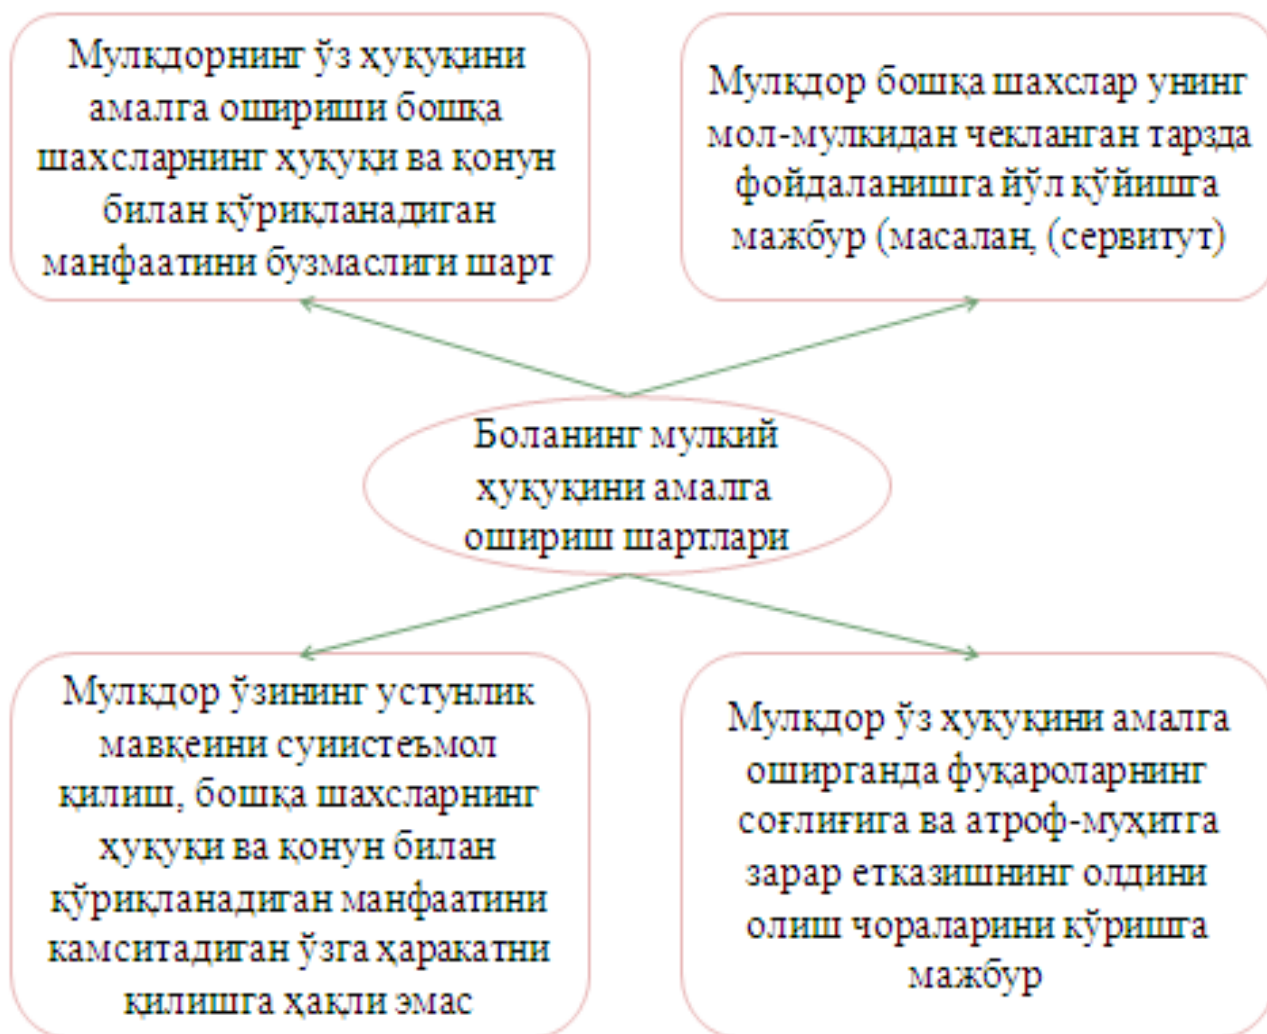 Мулкдорнинг ўз ҳуқуқини
амалга ошириши бошқа
шахсларнинг ҳуқуқи ва қонун
билан қўриқланадиган
манфаатини бузмаслиги шарт
Мулкдор бошқа шахслар унинг
мол-мулкидан чекланган тарзда
фойдаланишга йўл қўйишга
мажбур (масалан, (сервитут)
Боланинг мулкий
ҳуқуқини амалга
ошириш шартлари
Мулкдор ўзининг устунлик
мавқеини суиистеъмол
қилиш, бошқа шахсларнинг
ҳуқуқи ва қонун билан
қўриқланадиган манфаатини
камситадиган ўзга ҳаракатни
қилишга ҳақли эмас
Мулкдор ўз ҳуқуқини амалга
оширганда фуқароларнинг
соғлиғига ва атроф-муҳитга
зарар етказишнинг олдини
олиш чораларини кўришга
мажбур